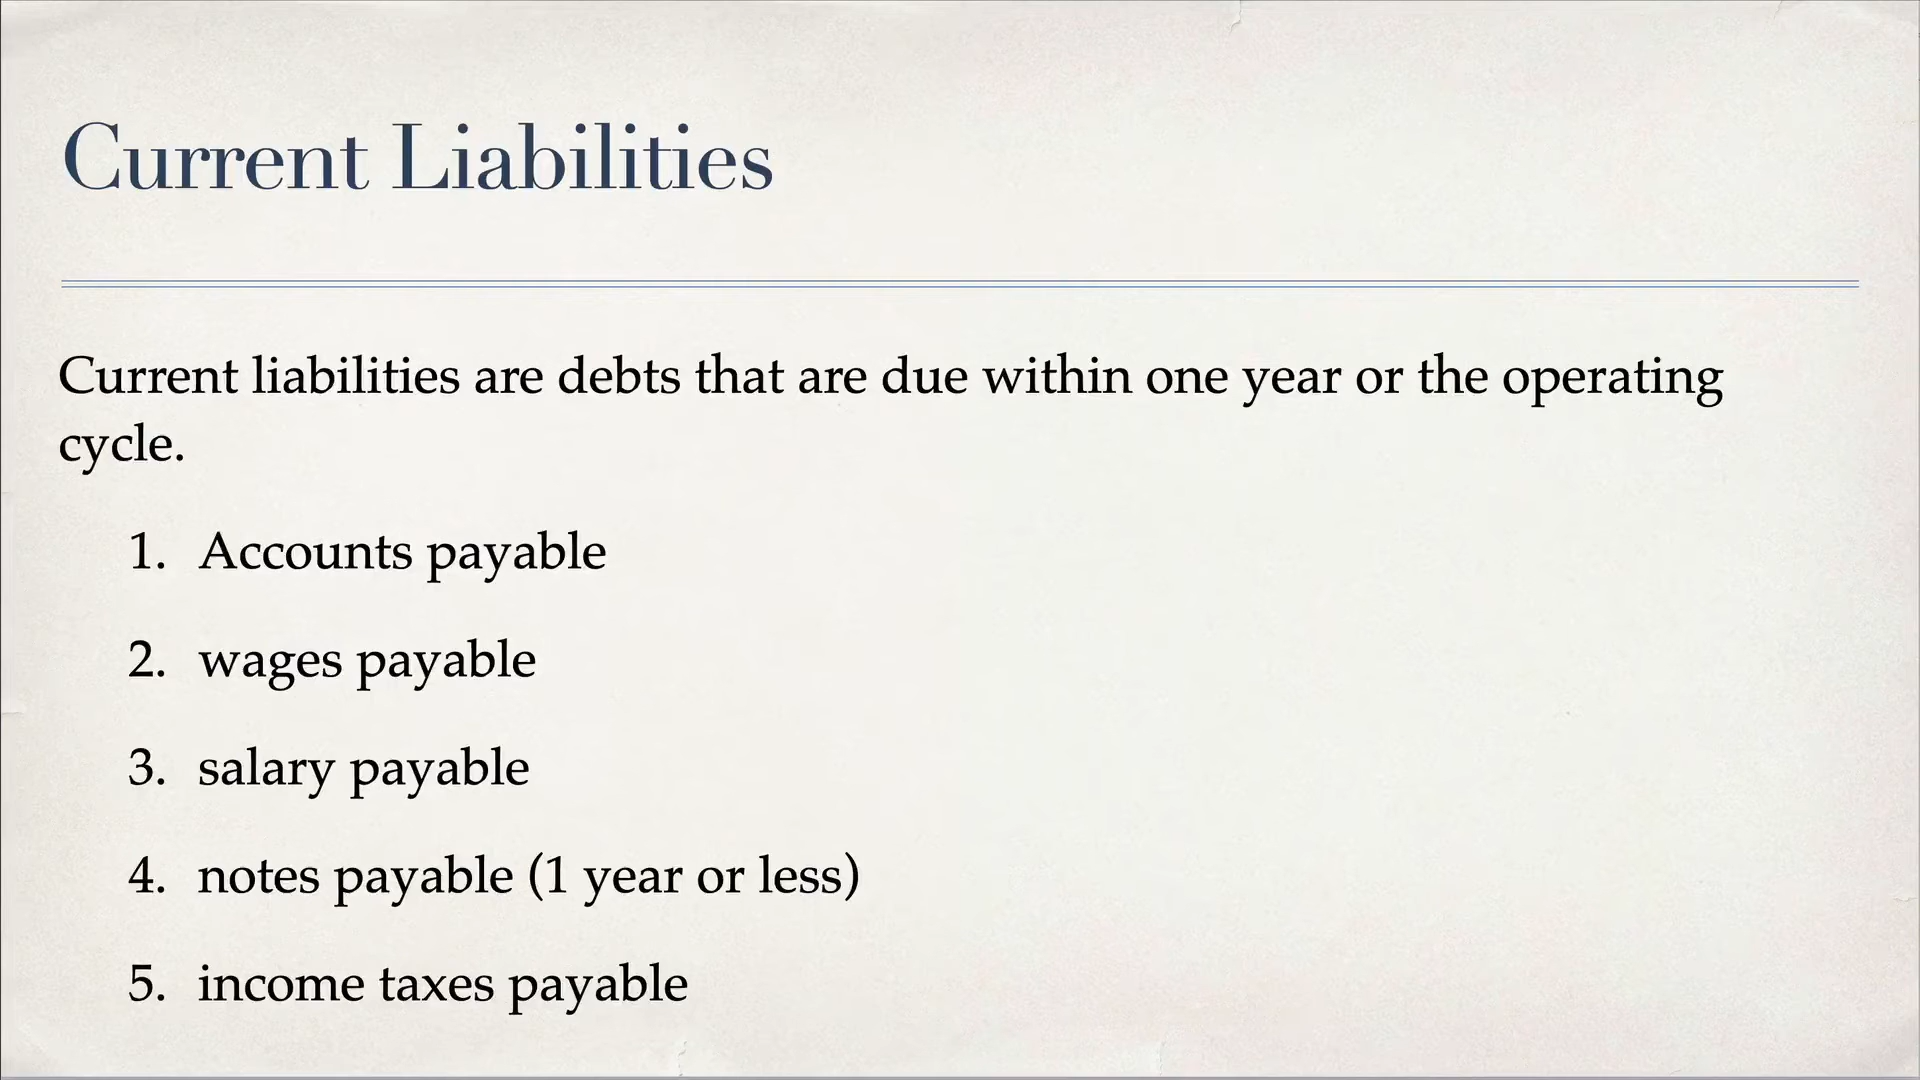 Current Liabilities
Current liabilities are debts that are due within one year or the operating
cycle.
1. Accounts payable
2. wages payable
3. salary payable
4. notes payable (1 year or less)
5. income taxes payable